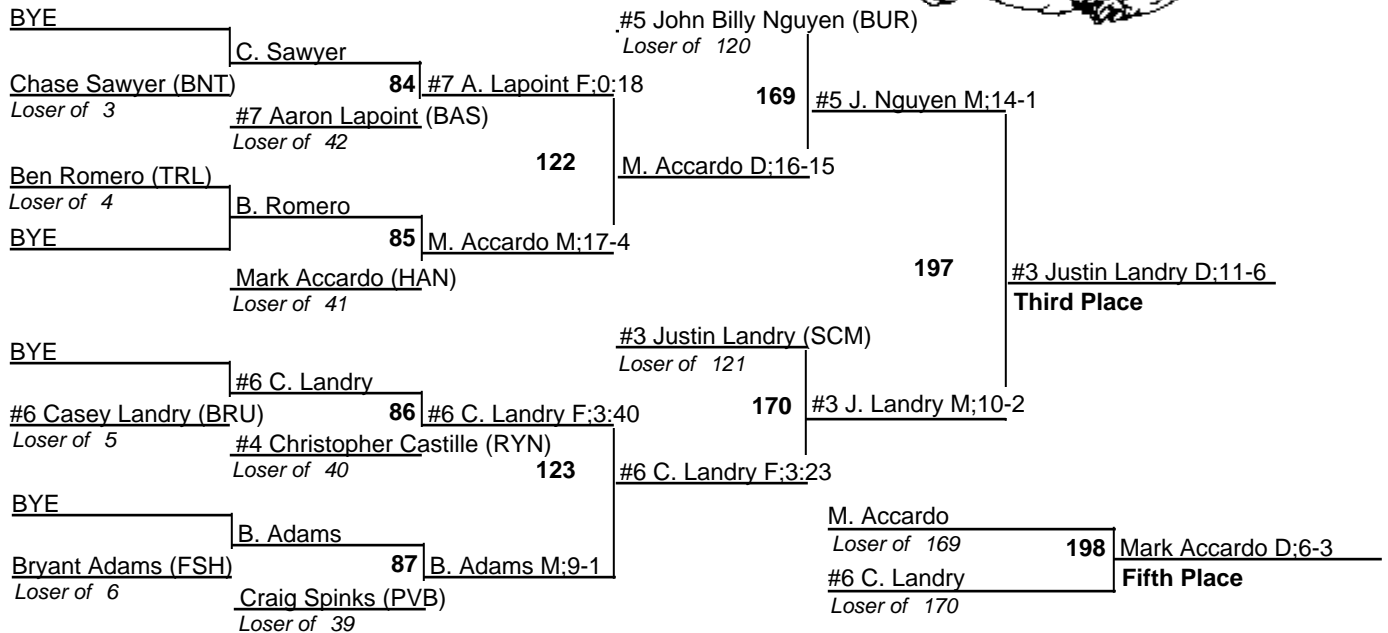 BYE
C. Sawyer
Chase Sawyer (BNT)
Loser of 3
84
#7 A. Lapoint F;0:18
#7 Aaron Lapoint (BAS)
Loser of 42
Ben Romero (TRL)
Loser of 4
B. Romero
BYE
85
M. Accardo M;17-4
Mark Accardo (HAN)
Loser of 41
122
M. Accardo D;16-15
#5 John Billy Nguyen (BUR)
Loser of 120
169
#5 J. Nguyen M;14-1
BYE
#6 C. Landry
#6 Casey Landry (BRU)
Loser of 5
86
#6 C. Landry F;3:40
#4 Christopher Castille (RYN)
Loser of 40
BYE
B. Adams
Bryant Adams (FSH)
Loser of 6
87
B. Adams M;9-1
Craig Spinks (PVB)
Loser of 39
123
#6 C. Landry F;3:23
#3 Justin Landry (SCM)
Loser of 121
170
#3 J. Landry M;10-2
197
#3 Justin Landry D;11-6
Third Place
M. Accardo
Loser of 169
#6 C. Landry
Loser of 170
198
Mark Accardo D;6-3
Fifth Place